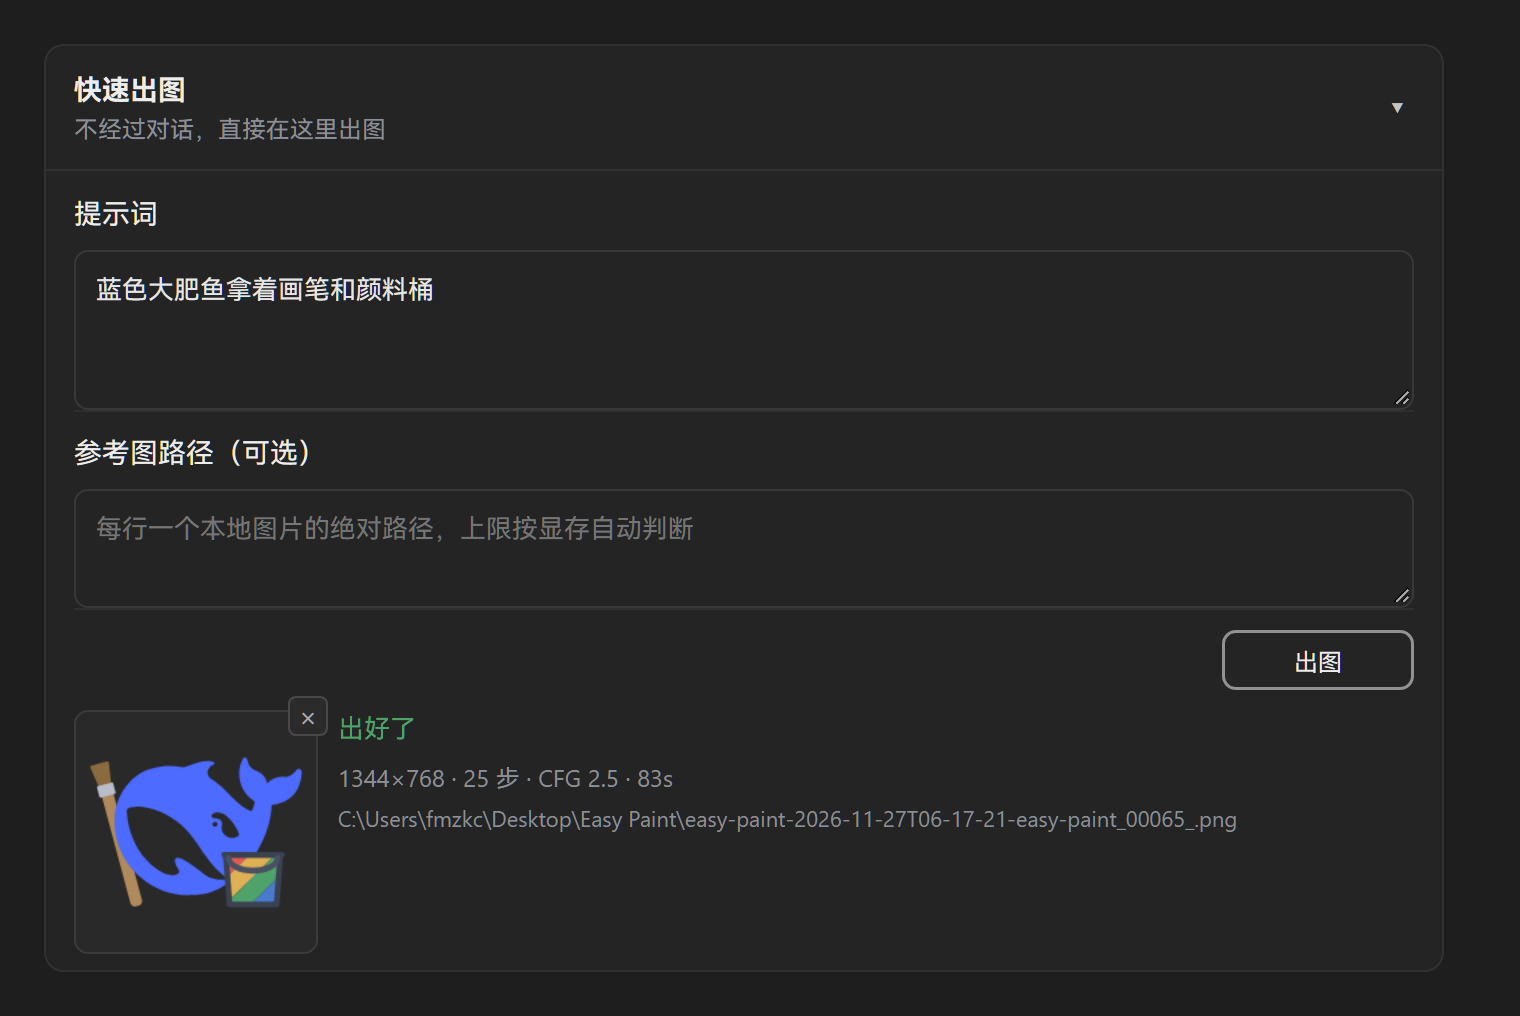 快速出图
不经过对话，直接在这里出图
提示词
蓝色大肥鱼拿着画笔和颜料桶
参考图路径（可选）
每行一个本地图片的绝对路径，上限按显存自动判断
出图
出好了
1344×768 · 25 步 · CFG 2.5 · 83s
C:\Users\fmzkc\Desktop\Easy Paint\easy-paint-2026-11-27T06-17-21-easy-paint_00065_.png